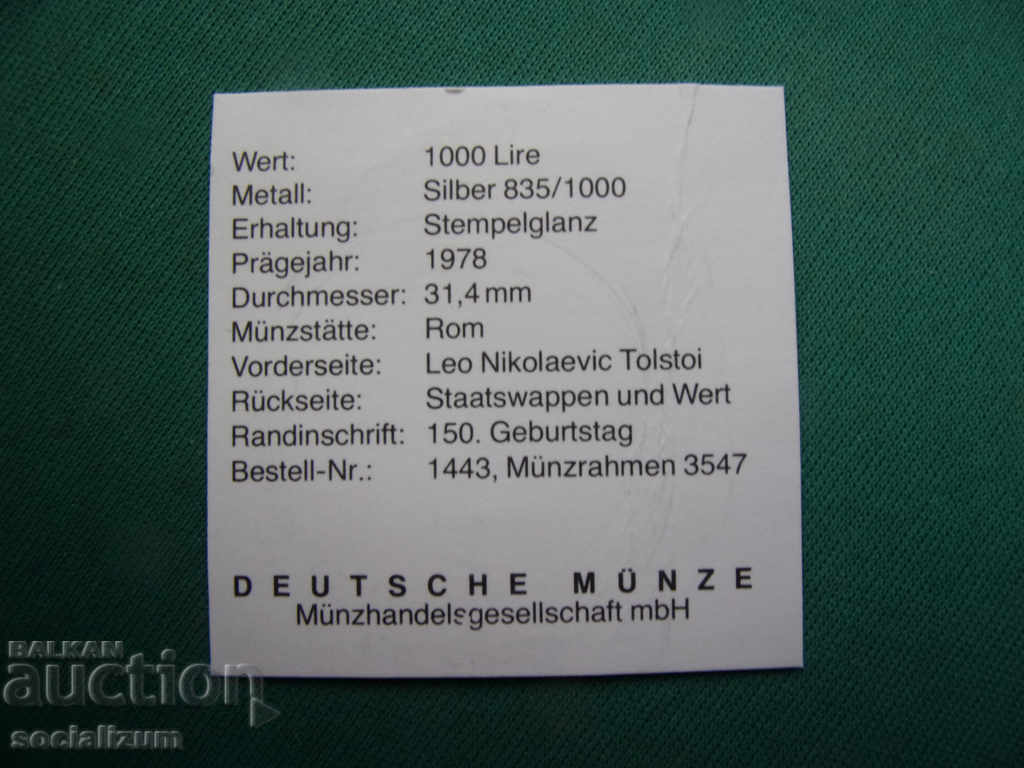 Wert: 1000 Lire
Metall: Silber 835/1000
Erhaltung: Stempelglanz
Prägejahr: 1978
Durchmesser: 31,4 mm
Münzstätte: Rom
Vorderseite: Leo Nikolaevic Tolstoi
Rückseite: Staatswappen und Wert
Randinschrift: 150. Geburtstag
Bestell-Nr.: 1443, Münzrahmen 3547
DEUTSCHE MÜNZE
Münzhandelsgesellschaft mbH
BALKAN
auction
socializum